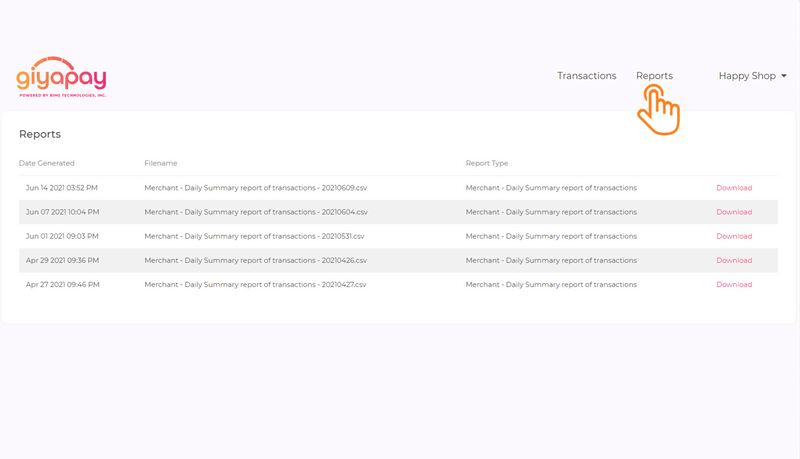 giyapay
POWERED BY BIMS TECHNOLOGIES, INC.
Transactions Reports Happy Shop
Reports
Date Generated Filename Report Type
Jun 14 2021 03:52 PM Merchant - Daily Summary report of transactions - 20210609.csv Merchant - Daily Summary report of transactions Download
Jun 07 2021 10:04 PM Merchant - Daily Summary report of transactions - 20210604.csv Merchant - Daily Summary report of transactions Download
Jun 01 2021 09:03 PM Merchant - Daily Summary report of transactions - 20210531.csv Merchant - Daily Summary report of transactions Download
Apr 29 2021 09:36 PM Merchant - Daily Summary report of transactions - 20210426.csv Merchant - Daily Summary report of transactions Download
Apr 27 2021 09:46 PM Merchant - Daily Summary report of transactions - 20210427.csv Merchant - Daily Summary report of transactions Download